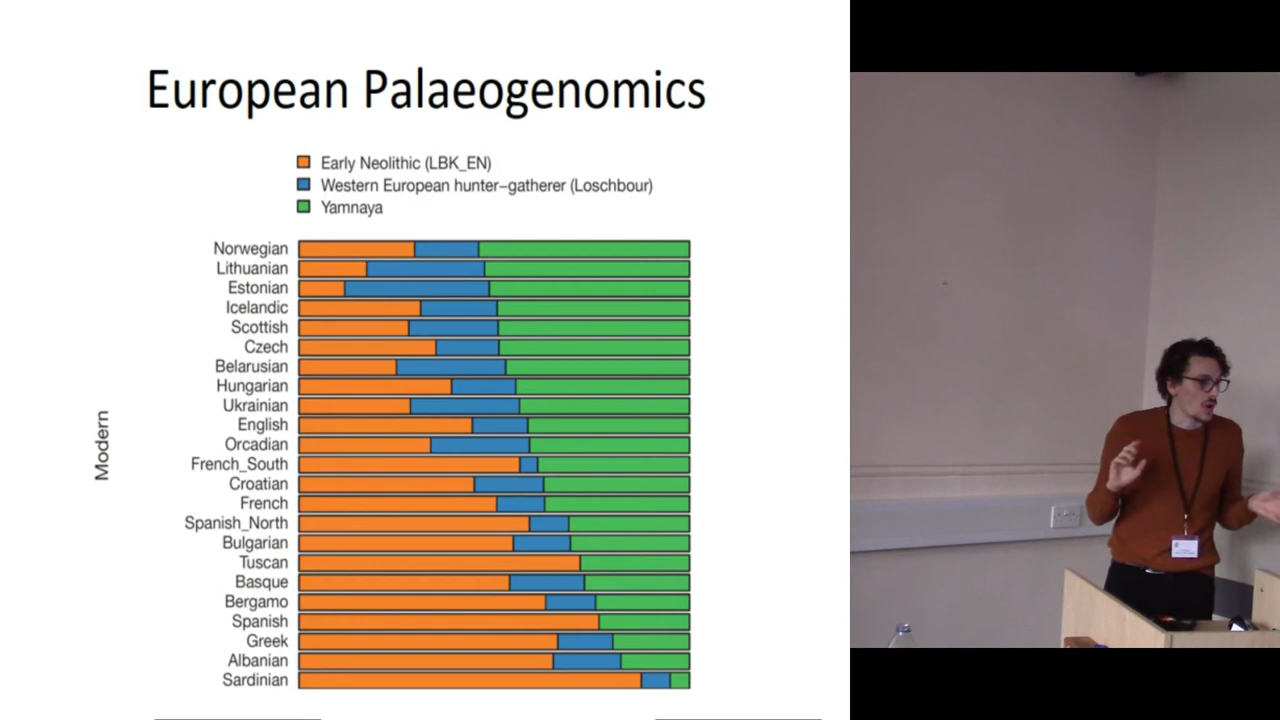 European Palaeogenomics
Early Neolithic (LBK_EN)
Western European hunter–gatherer (Loschbour)
Yamnaya
Modern
Norwegian
Lithuanian
Estonian
Icelandic
Scottish
Czech
Belarusian
Hungarian
Ukrainian
English
Orcadian
French_South
Croatian
French
Spanish_North
Bulgarian
Tuscan
Basque
Bergamo
Spanish
Greek
Albanian
Sardinian